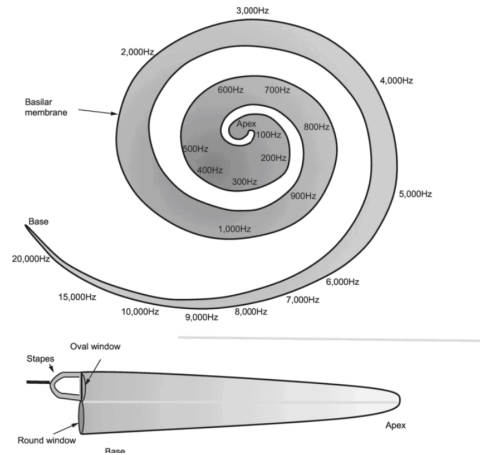 3,000Hz
2,000Hz
4,000Hz
600Hz
700Hz
Basilar
membrane
Apex
100Hz
800Hz
500Hz
200Hz
400Hz
300Hz
5,000Hz
900Hz
1,000Hz
Base
20,000Hz
6,000Hz
15,000Hz
7,000Hz
10,000Hz
8,000Hz
9,000Hz
Oval window
Stapes
Apex
Round window
Base